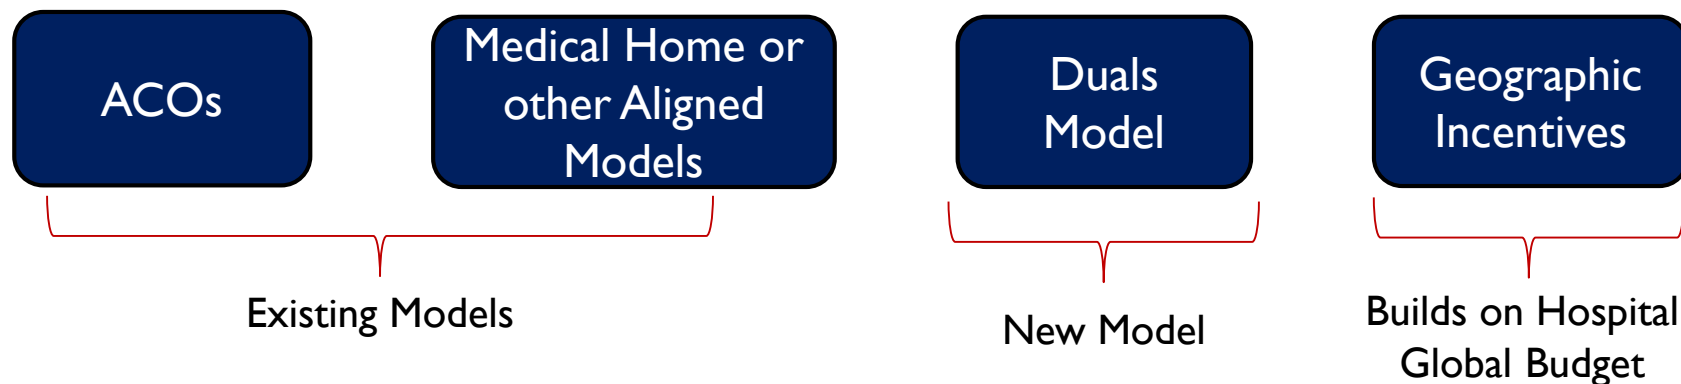 ACOs
Medical Home or
other Aligned
Models
Duals
Model
Geographic
Incentives
Existing Models
New Model
Builds on Hospital
Global Budget